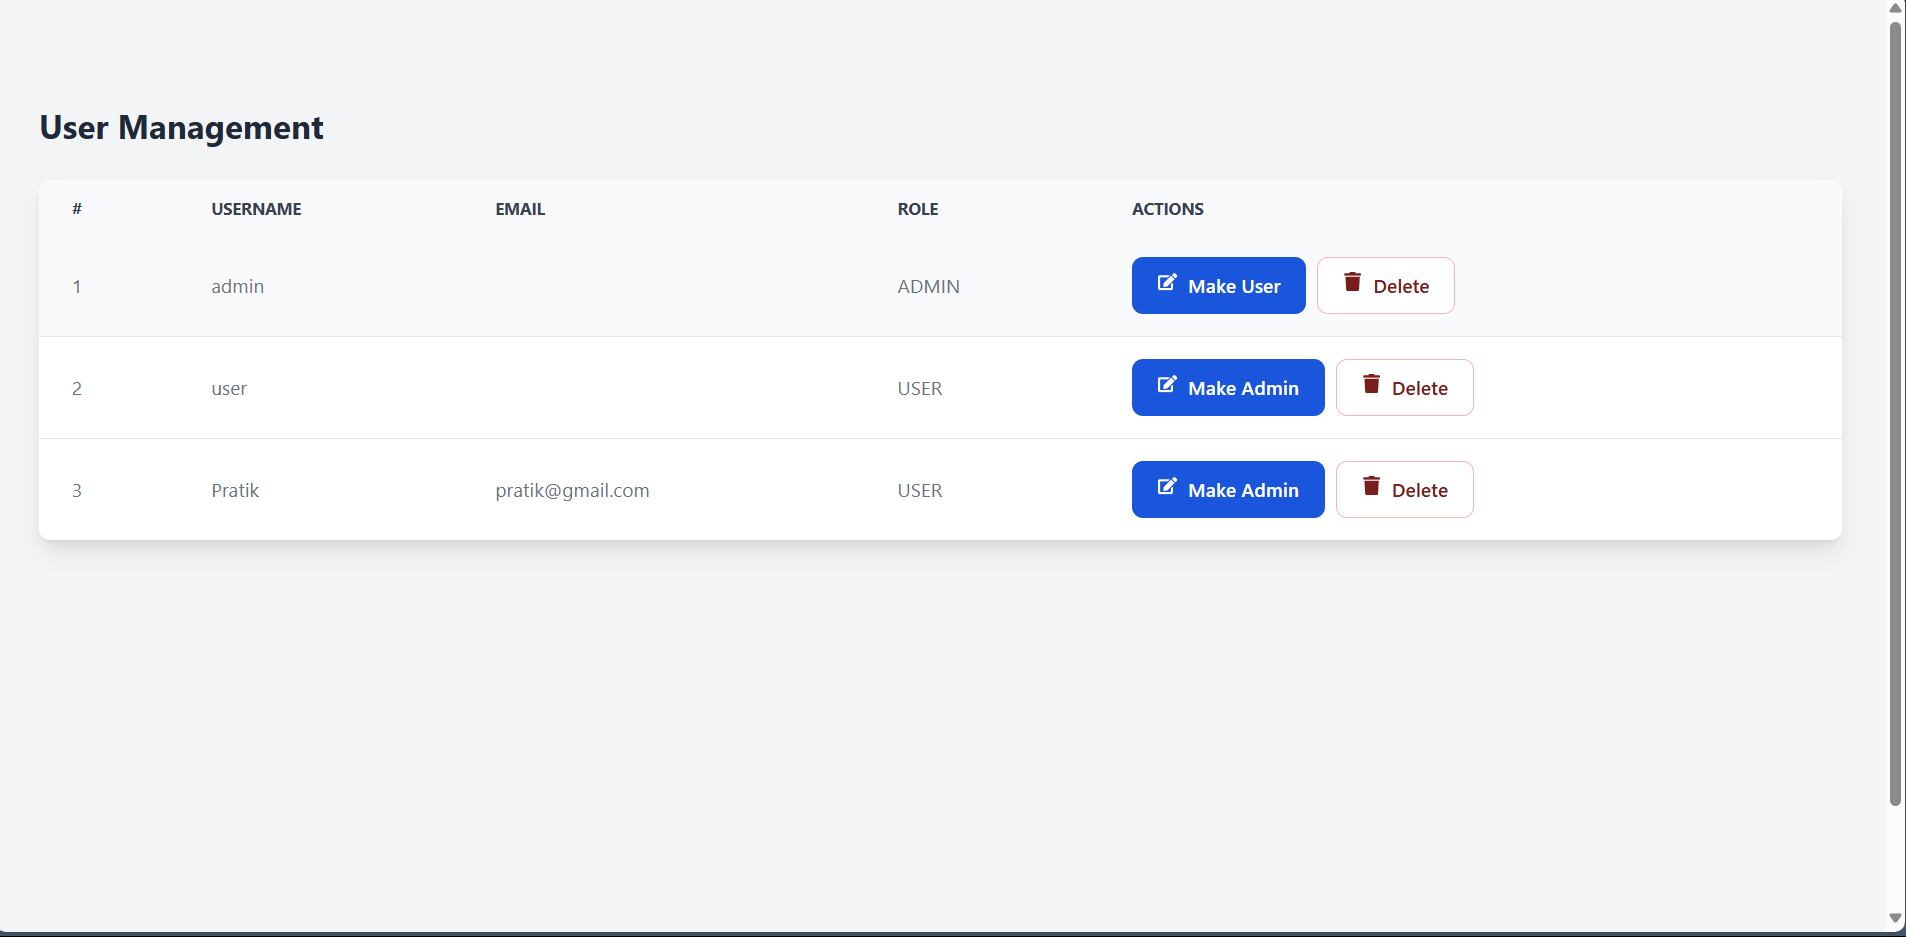 User Management
# USERNAME EMAIL ROLE ACTIONS
1 admin ADMIN Make User Delete
2 user USER Make Admin Delete
3 Pratik pratik@gmail.com USER Make Admin Delete